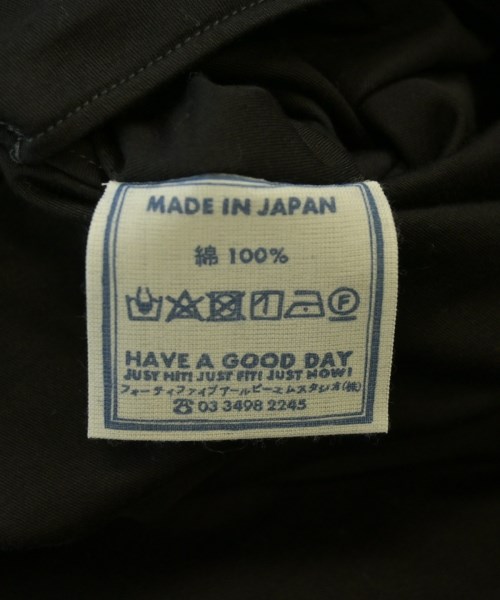 MADE IN JAPAN
綿 100%
F
HAVE A GOOD DAY
JUST HIT! JUST FIT! JUST NOW!
フォーティファイブアールピーエムスタジオ(株)
☎ 03 3498 2245